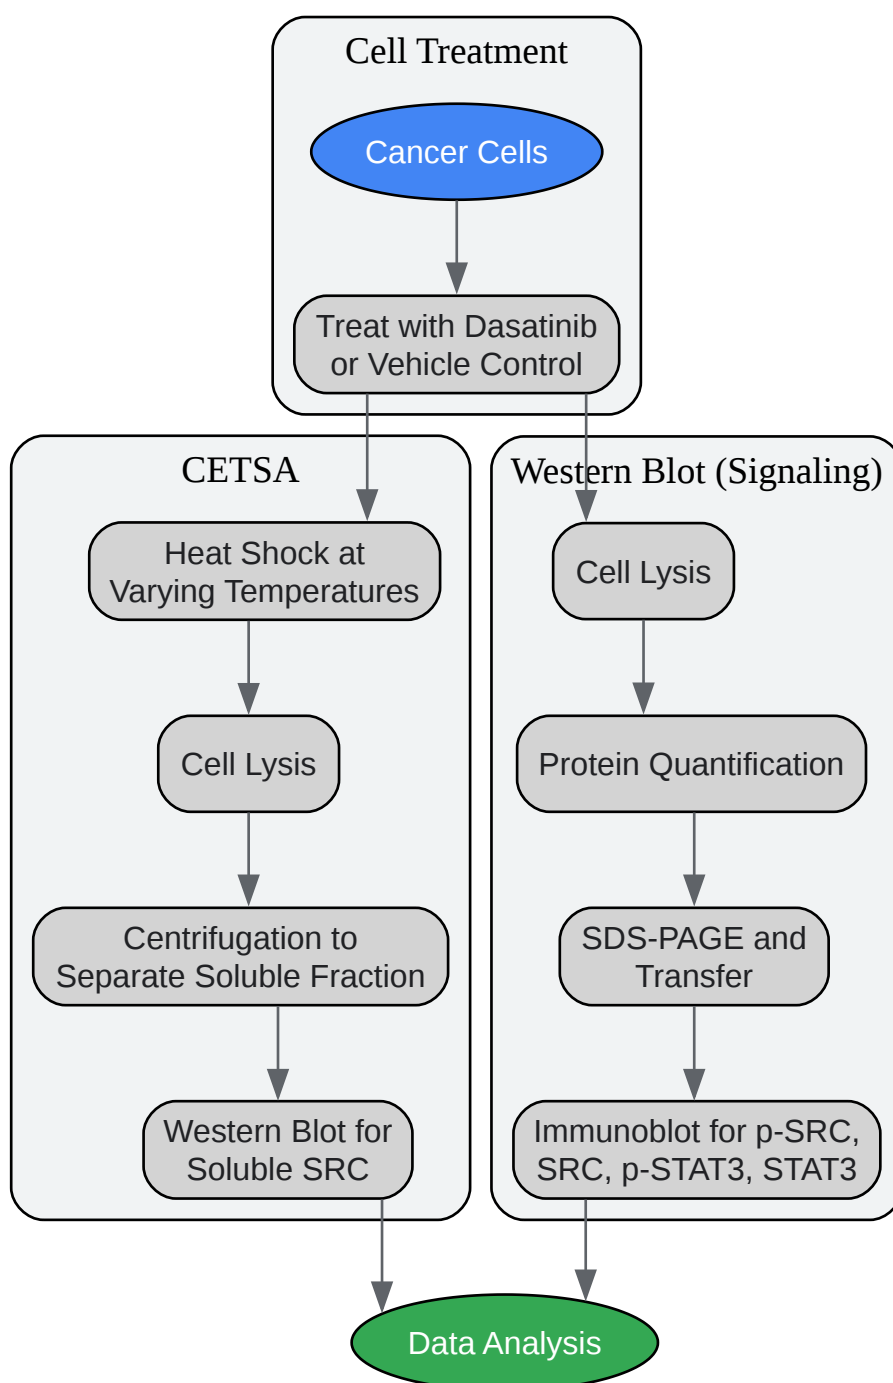 Cell Treatment
Cancer Cells
Treat with Dasatinib
or Vehicle Control
CETSA
Heat Shock at
Varying Temperatures
Cell Lysis
Centrifugation to
Separate Soluble Fraction
Western Blot for
Soluble SRC
Western Blot (Signaling)
Cell Lysis
Protein Quantification
SDS-PAGE and
Transfer
Immunoblot for p-SRC,
SRC, p-STAT3, STAT3
Data Analysis